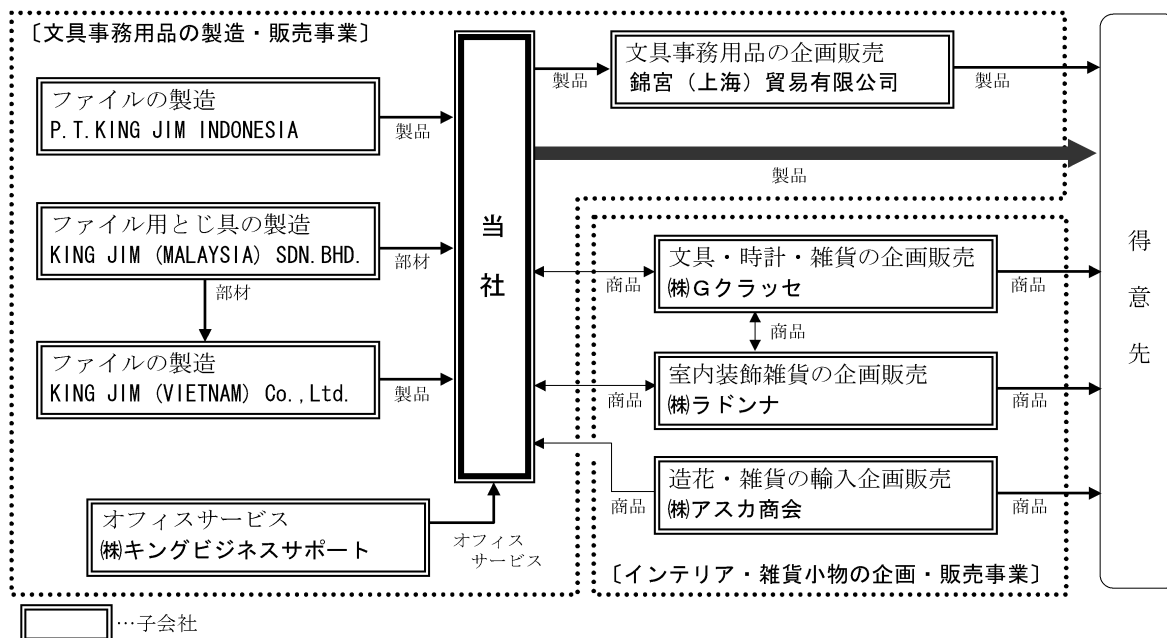 〔文具事務用品の製造・販売事業〕
ファイルの製造
P.T.KING JIM INDONESIA
製品
ファイル用とじ具の製造
KING JIM (MALAYSIA) SDN.BHD.
部材
部材
ファイルの製造
KING JIM (VIETNAM) Co.,Ltd.
製品
オフィスサービス
㈱キングビジネスサポート
オフィス
サービス
当社
製品
文具事務用品の企画販売
錦宮（上海）貿易有限公司
製品
製品
商品
文具・時計・雑貨の企画販売
㈱Gクラッセ
商品
商品
商品
室内装飾雑貨の企画販売
㈱ラドンナ
商品
商品
造花・雑貨の輸入企画販売
㈱アスカ商会
商品
〔インテリア・雑貨小物の企画・販売事業〕
得意先
…子会社